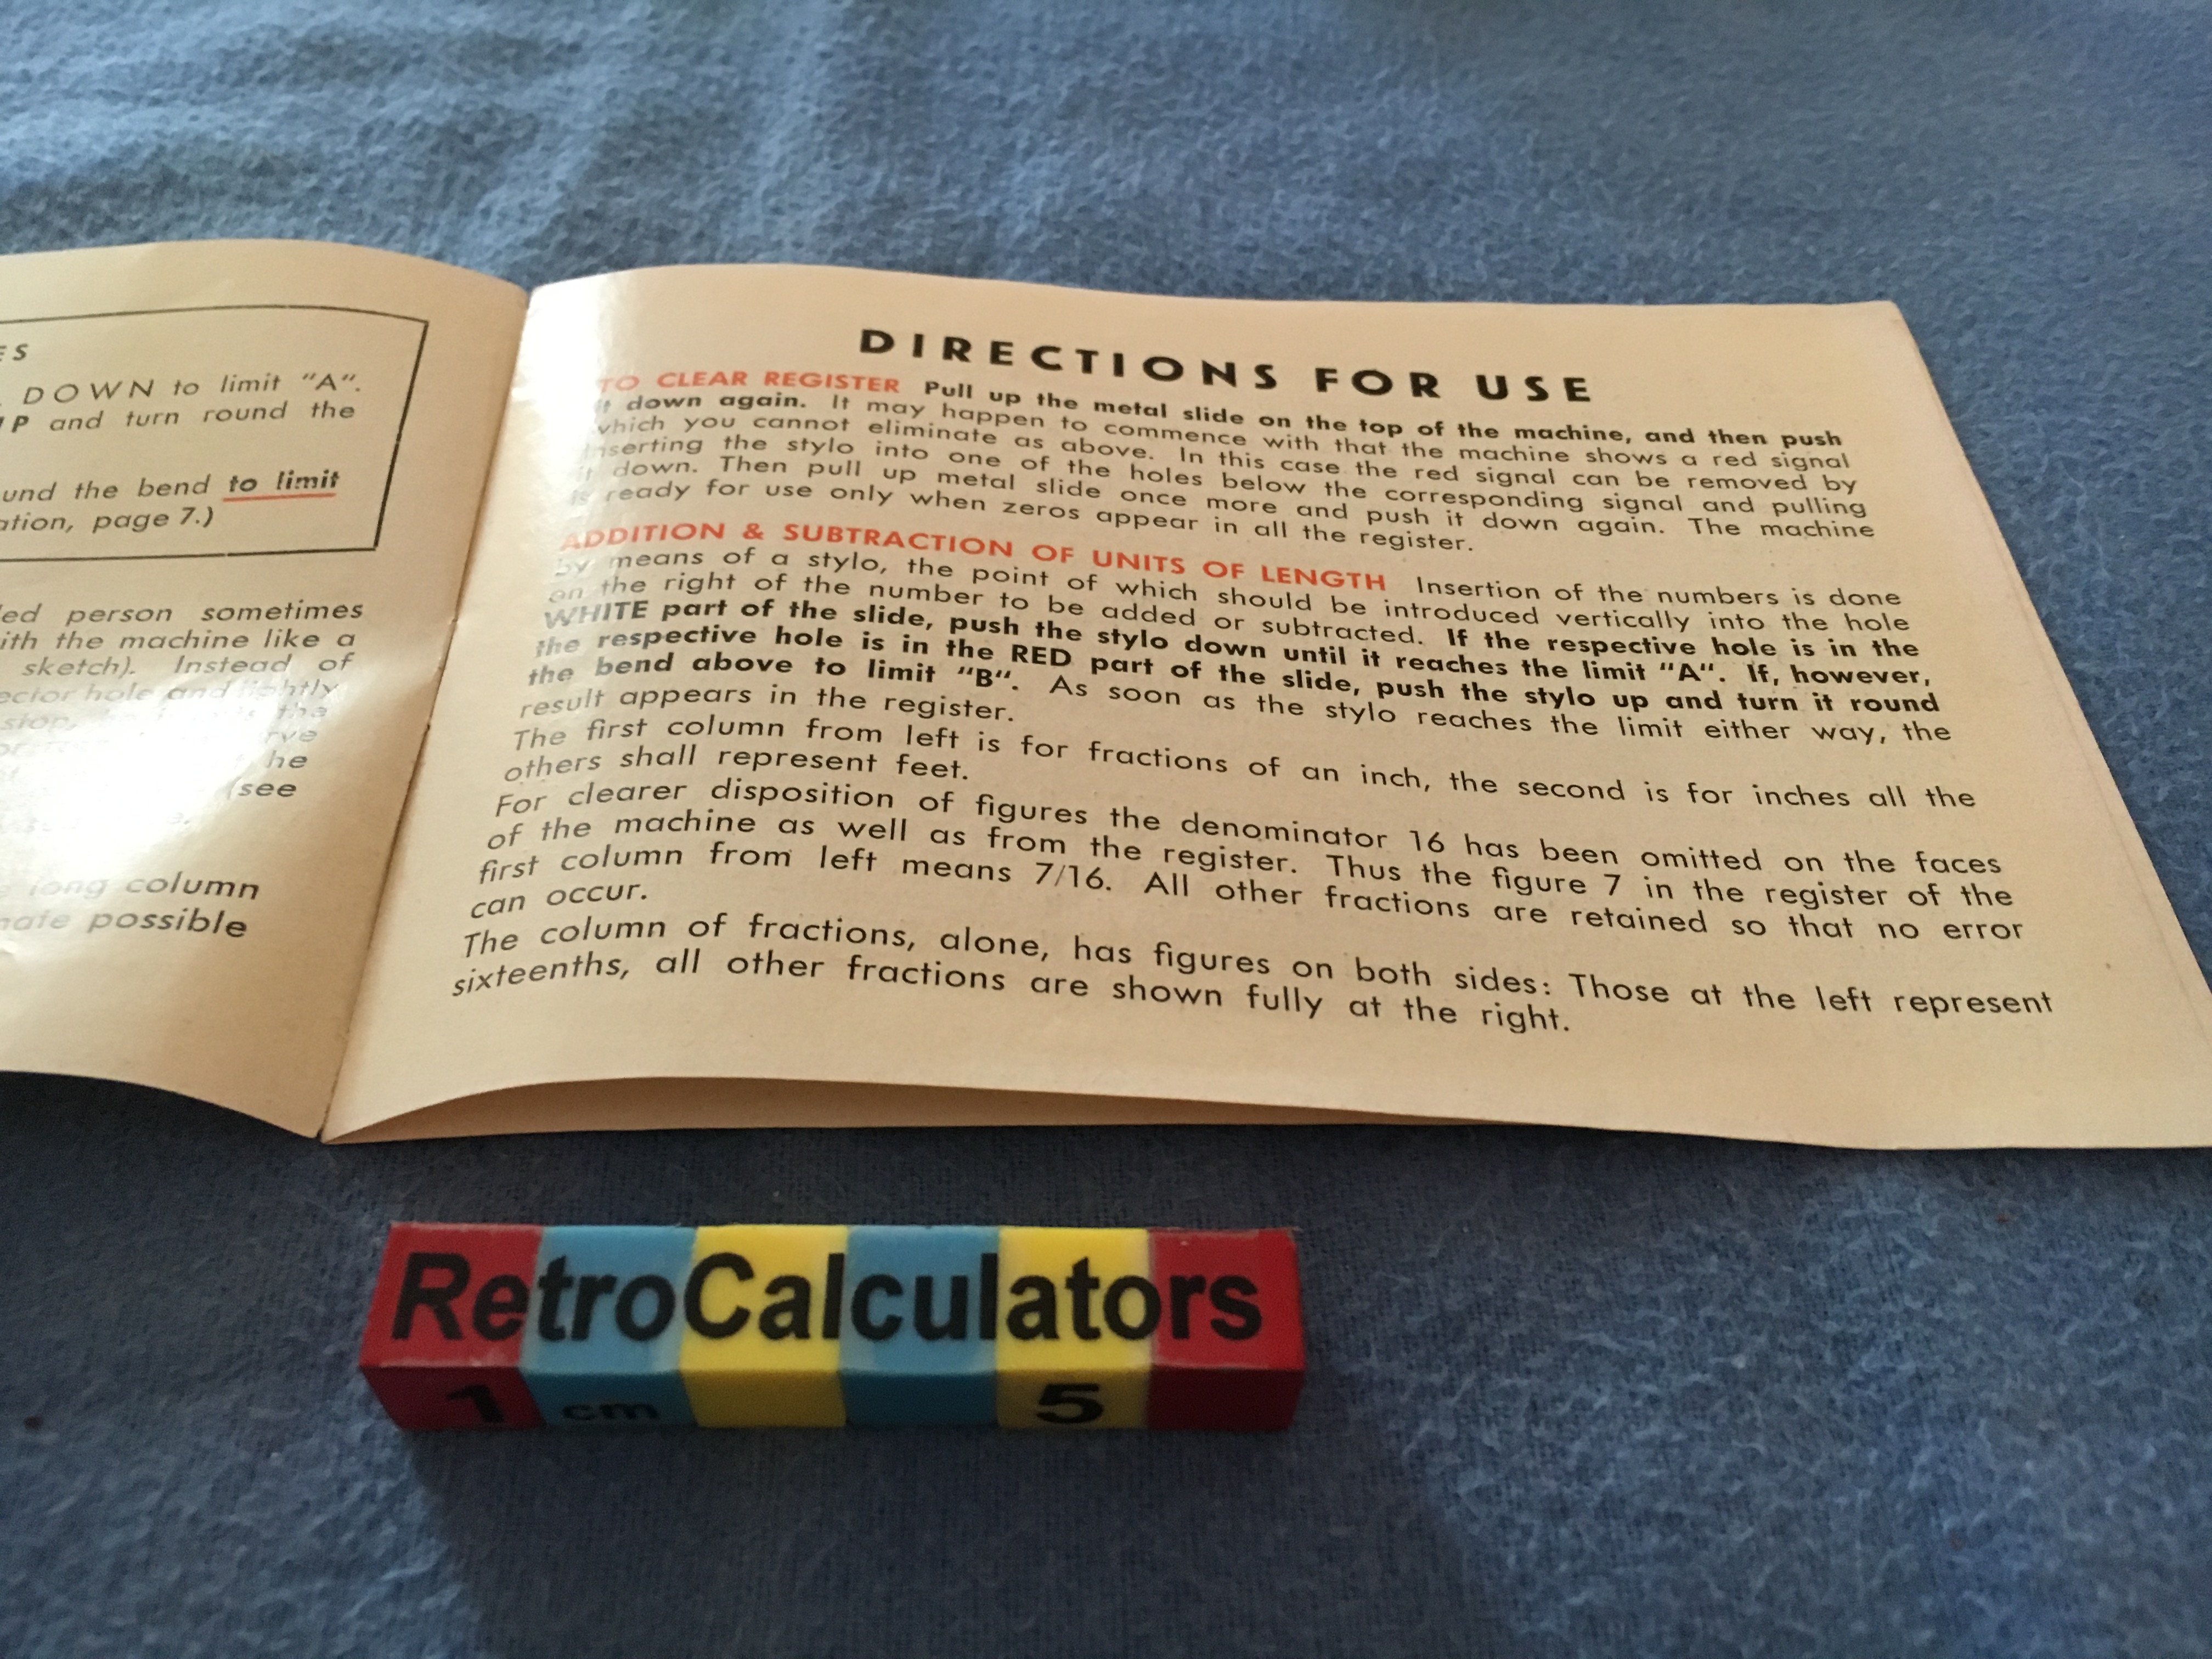 ES
DOWN to limit "A".
and turn round the
und the bend to limit
ation, page 7.)
person sometimes
ith the machine like a
sketch). Instead of
ector hole and lightly
the
(see
long column
possible
DIRECTIONS FOR USE
TO CLEAR REGISTER Pull up the metal slide on the top of the machine, and then push
it down again. It may happen to commence with that the machine shows a red signal
which you cannot eliminate as above. In this case the red signal can be removed by
inserting the stylo into one of the holes below the corresponding signal and pulling
it down. Then pull up metal slide once more and push it down again. The machine
is ready for use only when zeros appear in all the register.
ADDITION & SUBTRACTION OF UNITS OF LENGTH Insertion of the numbers is done
by means of a stylo, the point of which should be introduced vertically into the hole
on the right of the number to be added or subtracted. If the respective hole is in the
WHITE part of the slide, push the stylo down until it reaches the limit "A". If, however,
the respective hole is in the RED part of the slide, push the stylo up and turn it round
the bend above to limit "B". As soon as the stylo reaches the limit either way, the
result appears in the register.
The first column from left is for fractions of an inch, the second is for inches all the
others shall represent feet.
For clearer disposition of figures the denominator 16 has been omitted on the faces
of the machine as well as from the register. Thus the figure 7 in the register of the
first column from left means 7/16. All other fractions are retained so that no error
can occur.
The column of fractions, alone, has figures on both sides: Those at the left represent
sixteenths, all other fractions are shown fully at the right.
RetroCalculators
1 cm 5